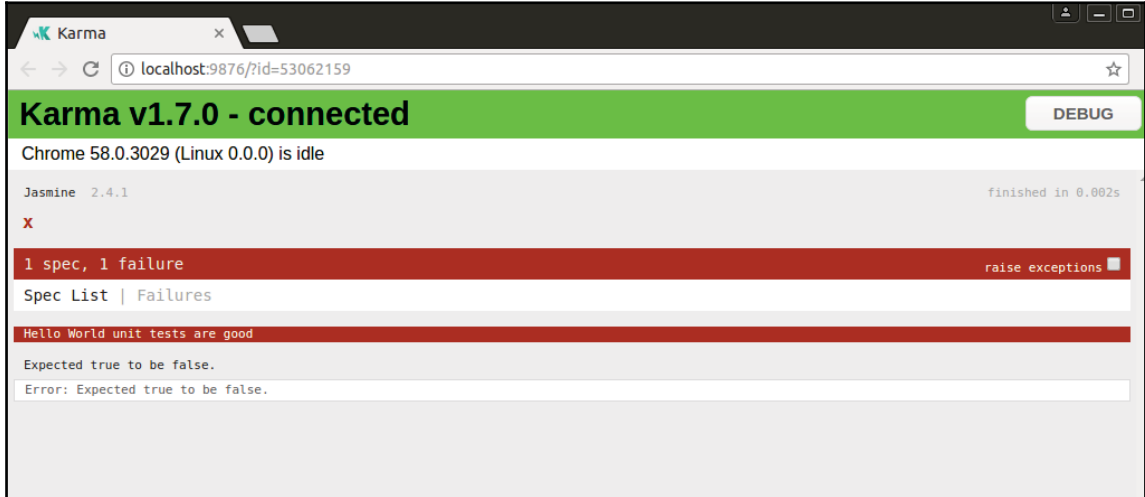 Karma
localhost:9876/?id=53062159
Karma v1.7.0 - connected
DEBUG
Chrome 58.0.3029 (Linux 0.0.0) is idle
Jasmine 2.4.1
finished in 0.002s
x
1 spec, 1 failure
raise exceptions
Spec List | Failures
Hello World unit tests are good
Expected true to be false.
Error: Expected true to be false.